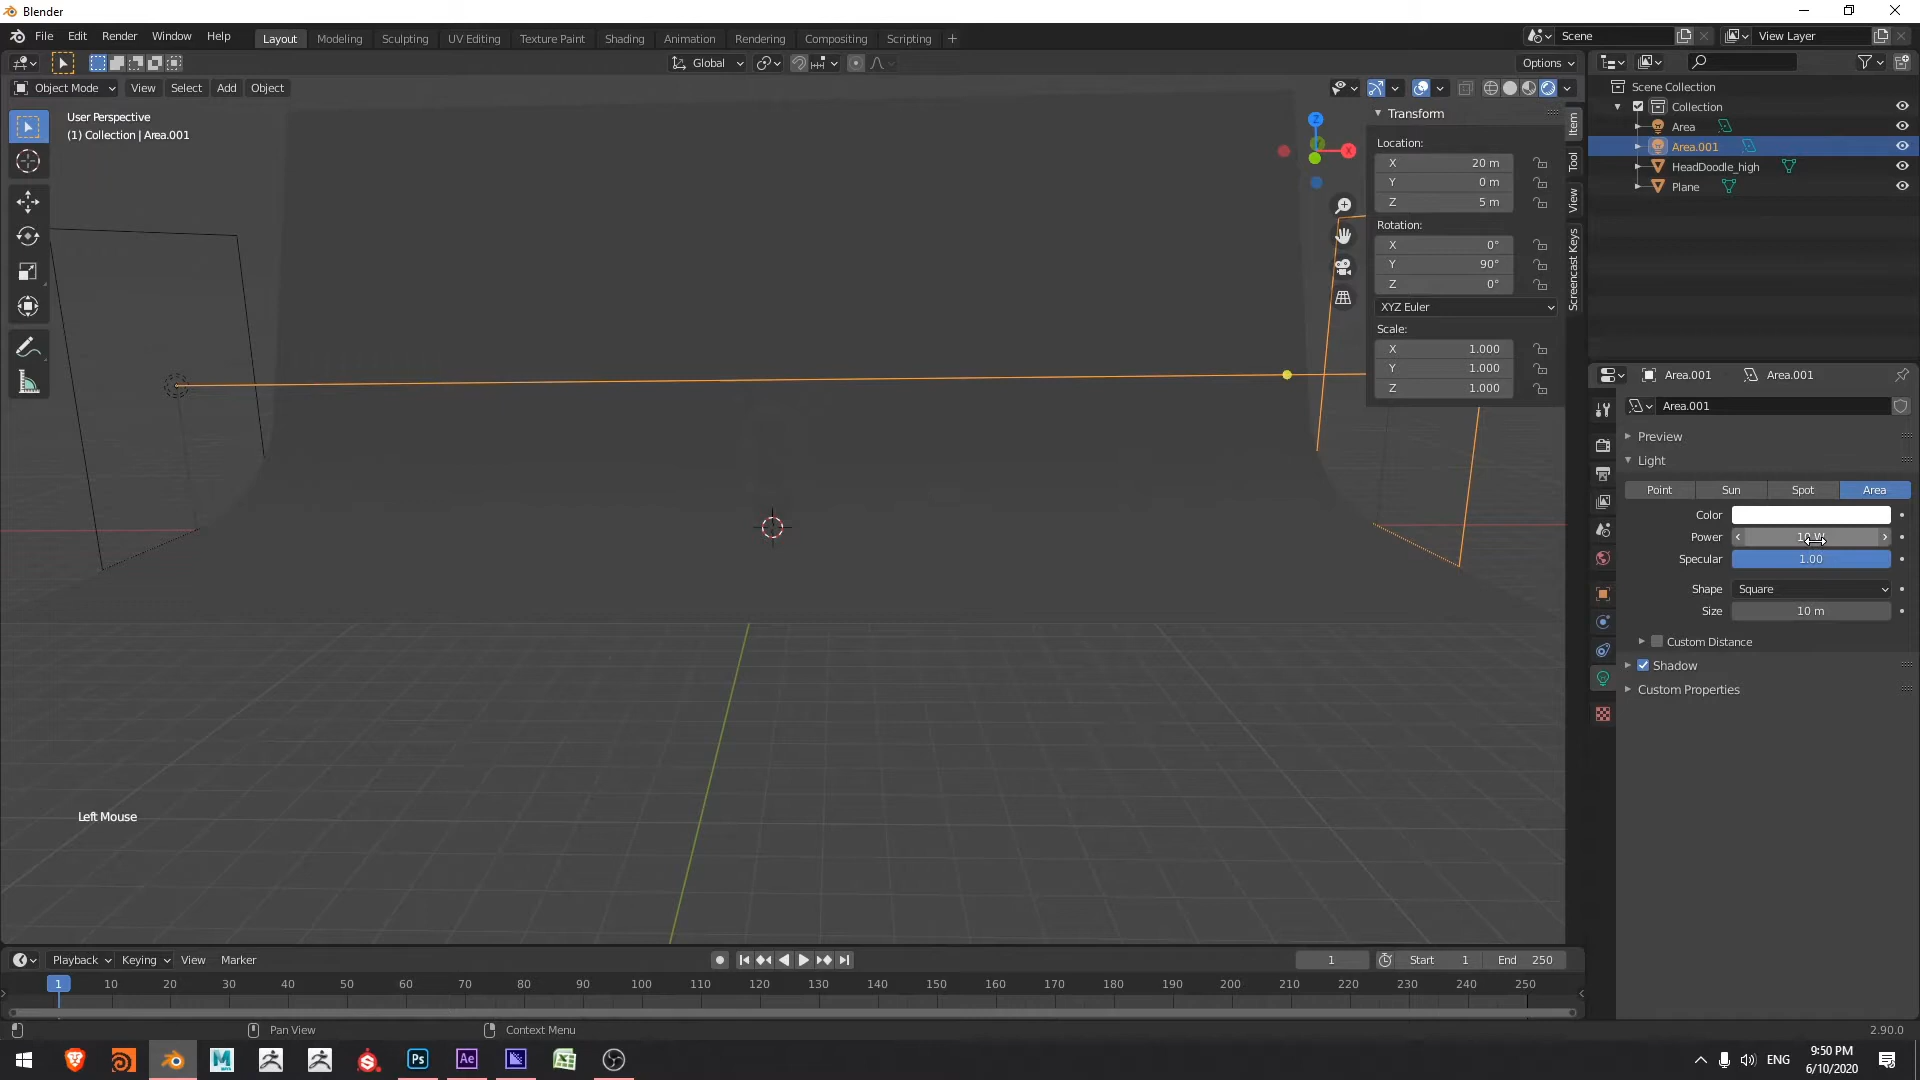 Blender
File Edit Render Window Help
Layout Modeling Sculpting UV Editing Texture Paint Shading Animation Rendering Compositing Scripting
Scene View Layer
Global Options
Object Mode View Select Add Object
User Perspective
(1) Collection | Area.001
Z
X
Transform
Location:
X 20 m
Y 0 m
Z 5 m
Rotation:
X 0°
Y 90°
Z 0°
XYZ Euler
Scale:
X 1.000
Y 1.000
Z 1.000
Item
Tool
View
Screencast Keys
Scene Collection
Collection
Area
Area.001
HeadDoodle_high
Plane
Area.001 Area.001
Area.001
Preview
Light
Point Sun Spot Area
Color
Power
Specular 1.00
Shape Square
Size 10 m
Custom Distance
Shadow
Custom Properties
Left Mouse
Playback Keying View Marker 1 Start 1 End 250
1 10 20 30 40 50 60 70 80 90 100 110 120 130 140 150 160 170 180 190 200 210 220 230 240 250
Pan View Context Menu 2.90.0
Ps Ae
ENG
9:50 PM
6/10/2020